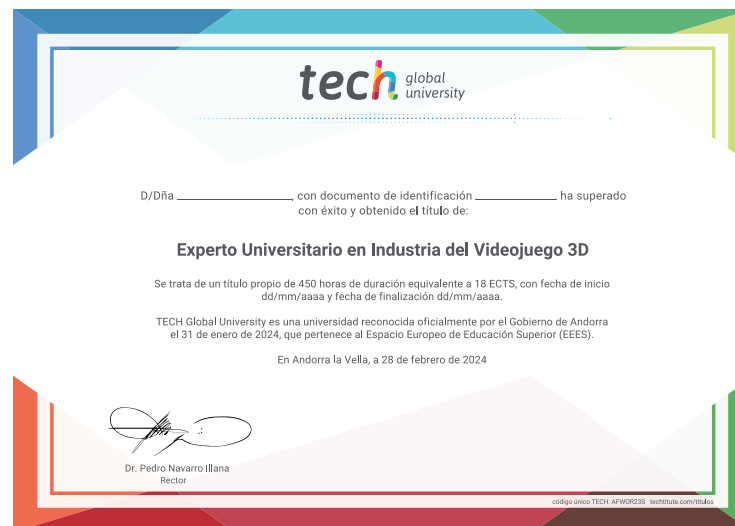 tech global university
D/Dña ______________, con documento de identificación __________ ha superado
con éxito y obtenido el título de:
Experto Universitario en Industria del Videojuego 3D
Se trata de un título propio de 450 horas de duración equivalente a 18 ECTS, con fecha de inicio
dd/mm/aaaa y fecha de finalización dd/mm/aaaa.
TECH Global University es una universidad reconocida oficialmente por el Gobierno de Andorra
el 31 de enero de 2024, que pertenece al Espacio Europeo de Educación Superior (EEES).
En Andorra la Vella, a 28 de febrero de 2024
Dr. Pedro Navarro Illana
Rector
código único TECH: AFWOR23S techtitute.com/titulos